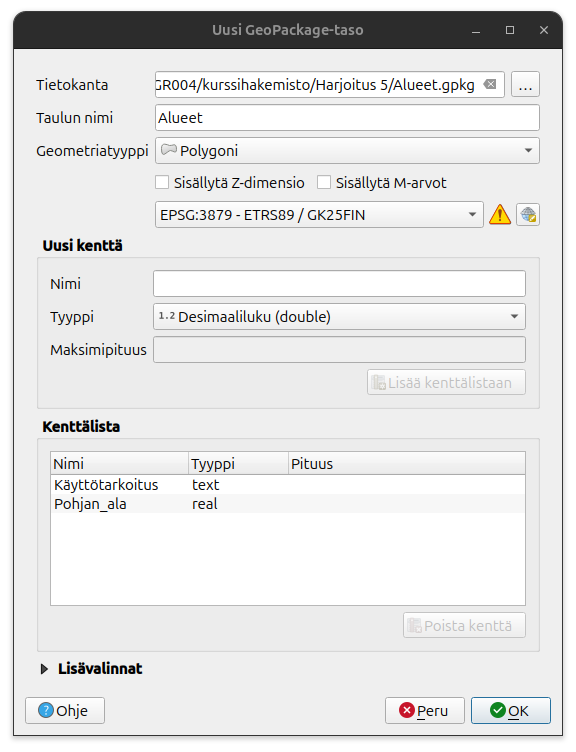 Uusi GeoPackage-taso
Tietokanta
GR004/kurssihakemisto/Harjoitus 5/Alueet.gpkg
…
Taulun nimi
Alueet
Geometriatyyppi
Polygoni
Sisällytä Z-dimensio
Sisällytä M-arvot
EPSG:3879 - ETRS89 / GK25FIN
Uusi kenttä
Nimi
Tyyppi
1.2 Desimaaliluku (double)
Maksimipituus
Lisää kenttälistaan
Kenttälista
Nimi Tyyppi Pituus
Käyttötarkoitus text
Pohjan_ala real
Poista kenttä
Lisävalinnat
Ohje
Peru
OK